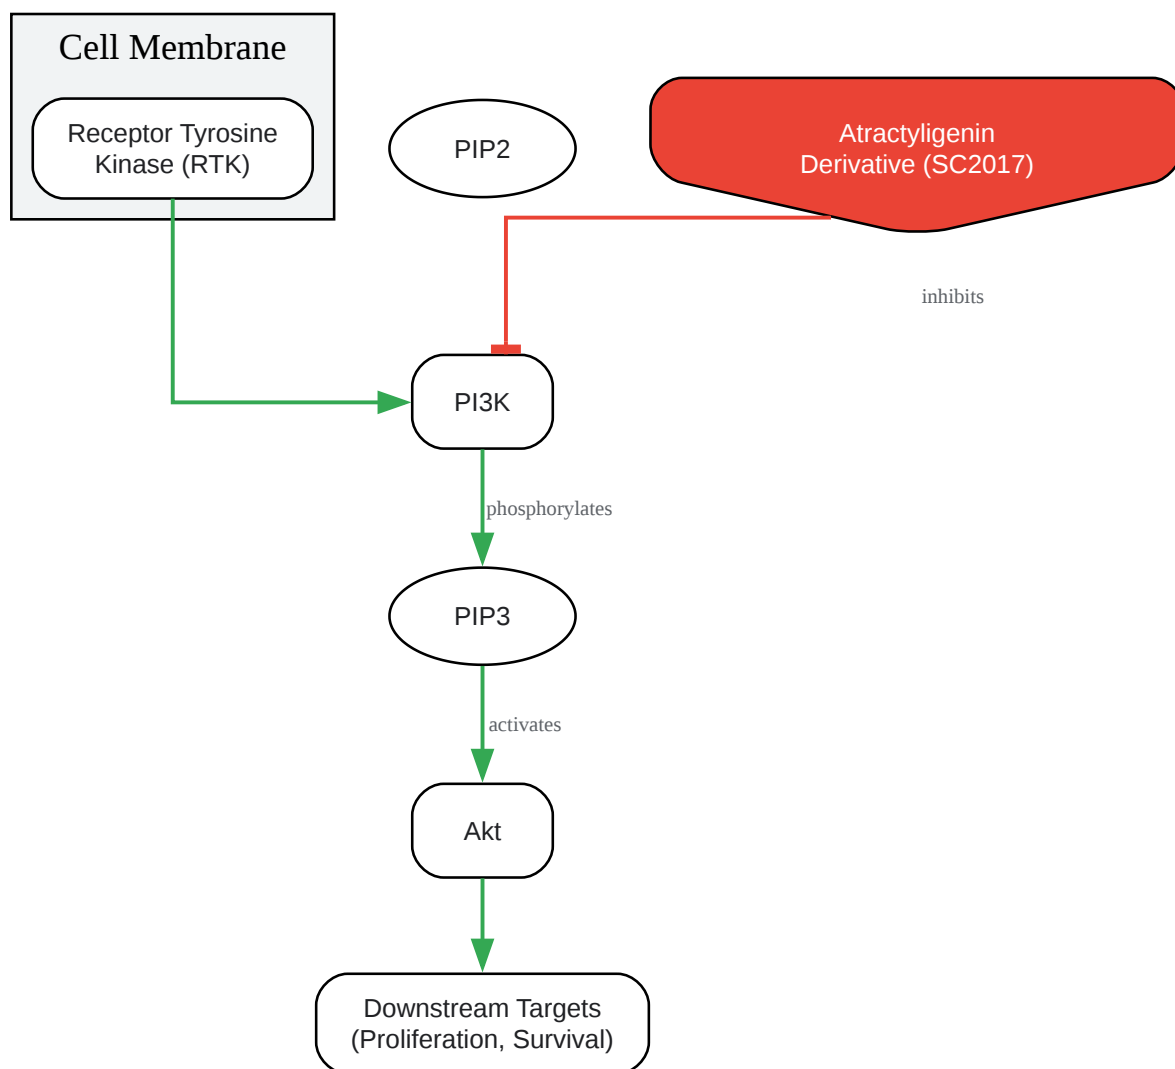 Cell Membrane
Receptor Tyrosine
Kinase (RTK)
PIP2
Atractyligenin
Derivative (SC2017)
inhibits
PI3K
phosphorylates
PIP3
activates
Akt
Downstream Targets
(Proliferation, Survival)